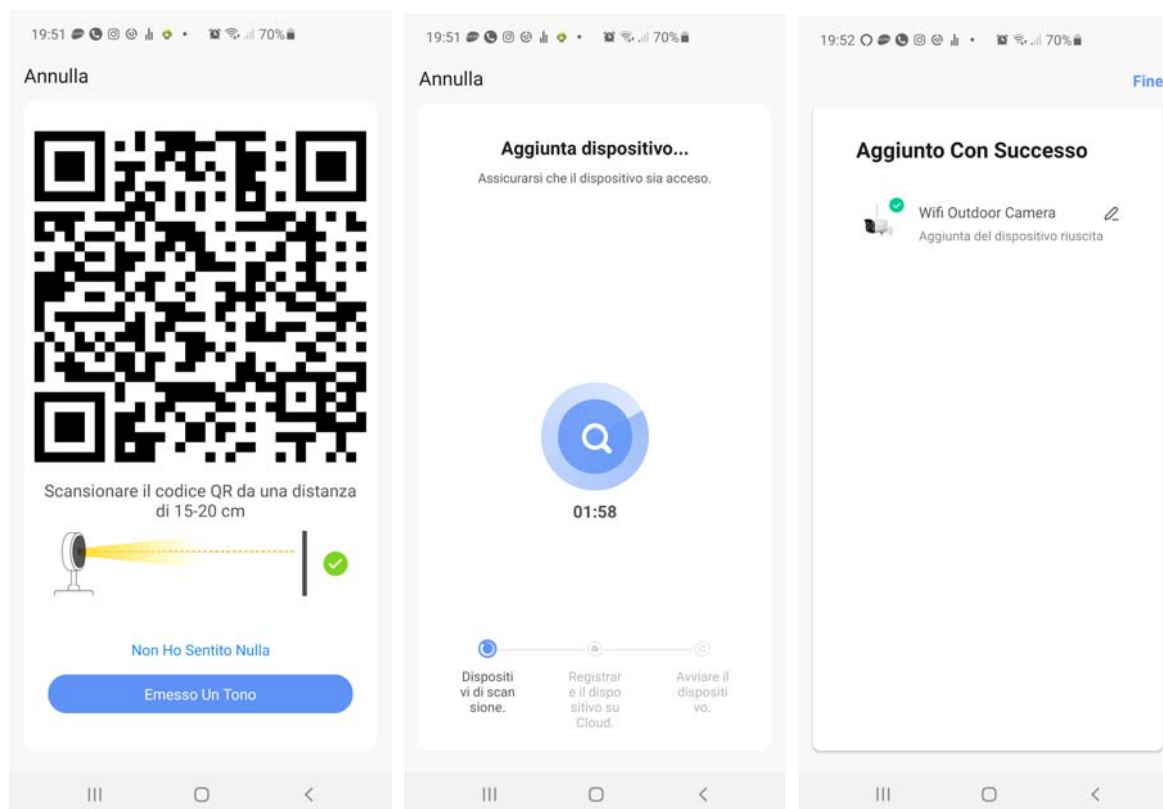 19:51
70%
Annulla
Scansionare il codice QR da una distanza
di 15-20 cm
Non Ho Sentito Nulla
Emesso Un Tono
19:51
70%
Annulla
Aggiunta dispositivo...
Assicurarsi che il dispositivo sia acceso.
01:58
Dispositi
vi di scan
sione.
Registrar
e il dispo
sitivo su
Cloud.
Avviare il
dispositi
vo.
19:52
70%
Fine
Aggiunto Con Successo
Wifi Outdoor Camera
Aggiunta del dispositivo riuscita